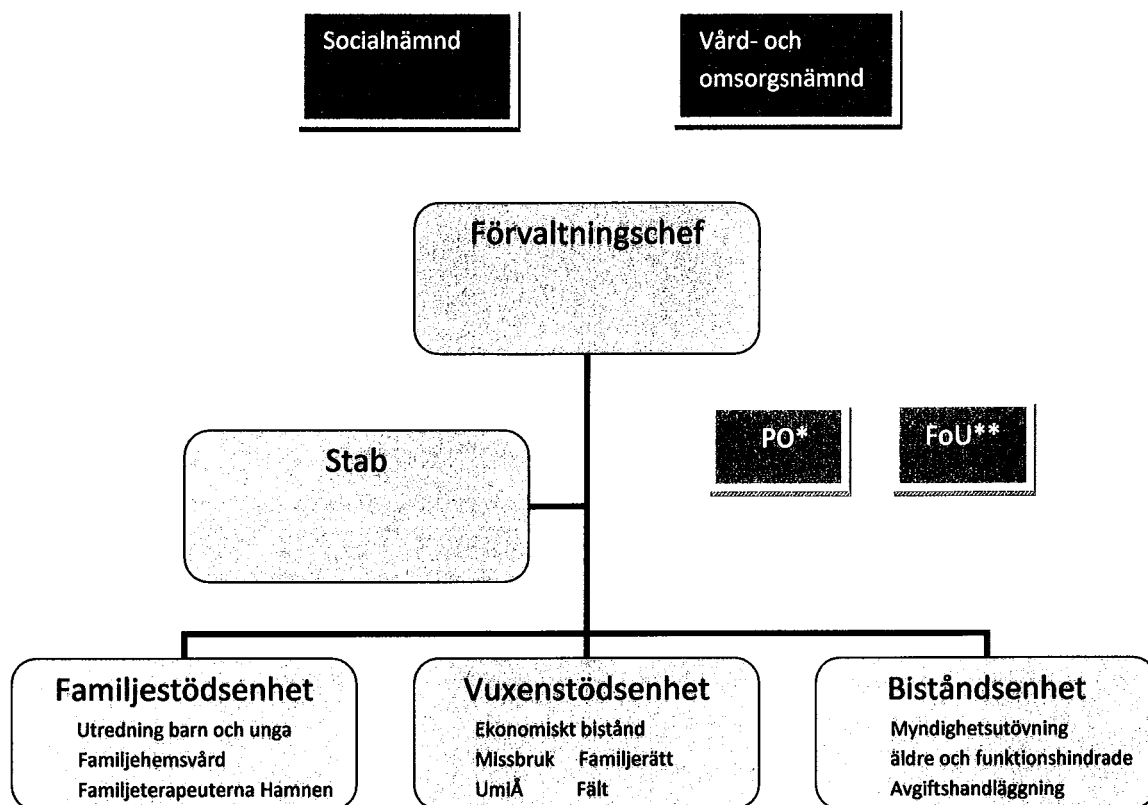 Socialnämnd
Vård- och
omsorgsnämnd
Förvaltningschef
Stab
PO*
FoU**
Familjestödsenhet
Utredning barn och unga
Familjehemsvård
Familjeterapeuterna Hamnen
Vuxenstödsenhet
Ekonomiskt bistånd
Missbruk Familjerätt
UmiÅ Fält
Biståndsenhet
Myndighetsutövning
äldre och funktionshindrade
Avgiftshandläggning